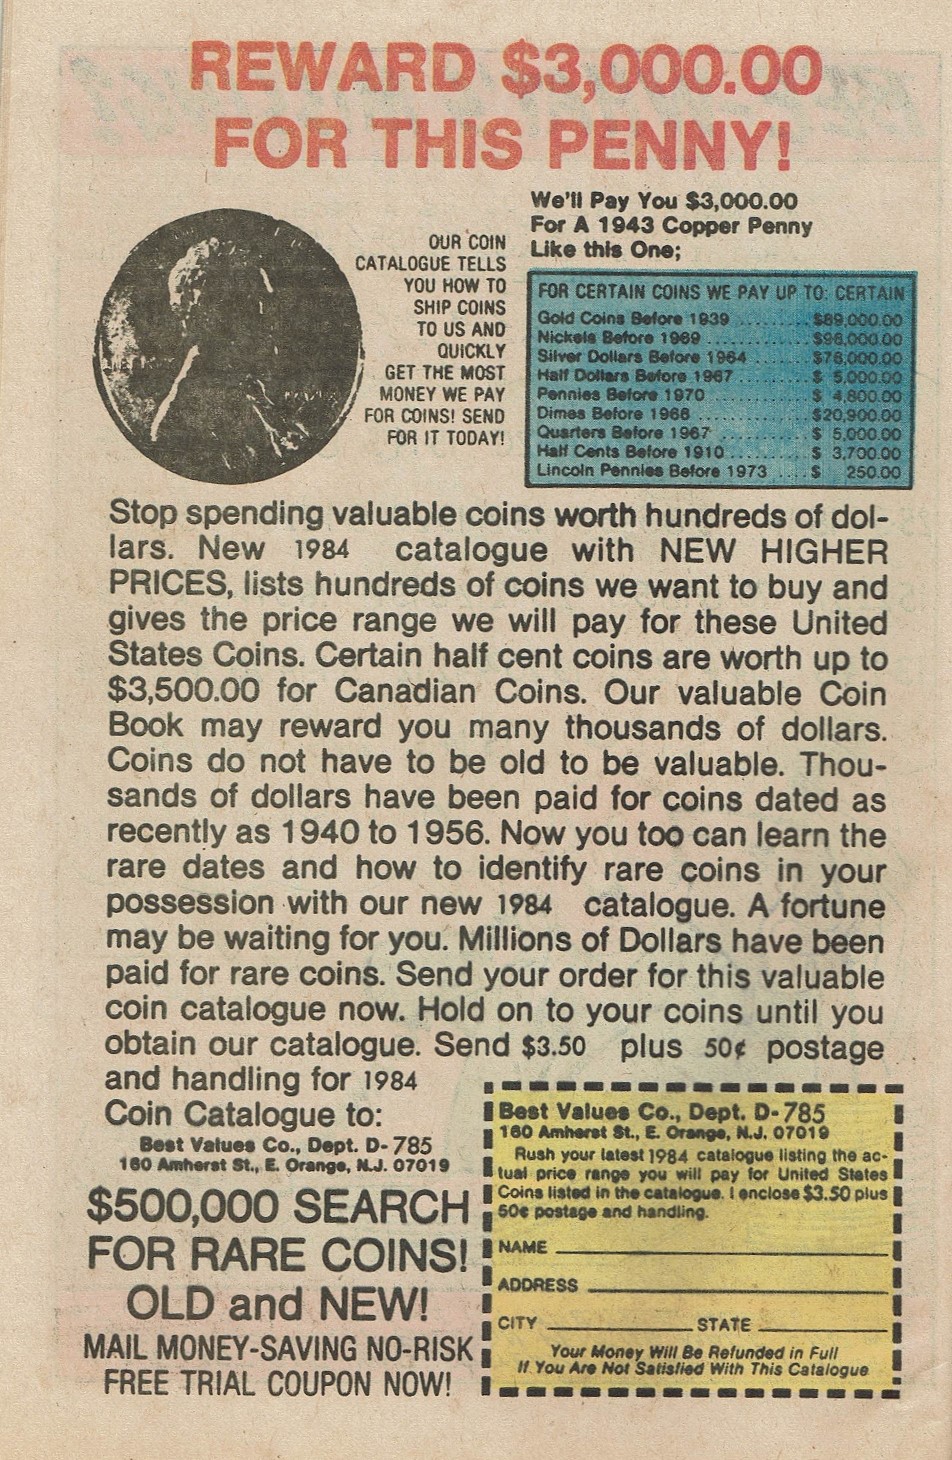 REWARD $3,000.00
FOR THIS PENNY!
OUR COIN
CATALOGUE TELLS
YOU HOW TO
SHIP COINS
TO US AND
QUICKLY
GET THE MOST
MONEY WE PAY
FOR COINS! SEND
FOR IT TODAY!
We'll Pay You $3,000.00
For A 1943 Copper Penny
Like this One;
FOR CERTAIN COINS WE PAY UP TO: CERTAIN
Gold Coins Before 1939 ......... $89,000.00
Nickels Before 1969 ............ $98,000.00
Silver Dollars Before 1964 ...... $78,000.00
Half Dollars Before 1967 ......... $ 5,000.00
Pennies Before 1970 ............ $ 4,800.00
Dimes Before 1966 ............. $20,900.00
Quarters Before 1967 ........... $ 5,000.00
Half Cents Before 1910 .......... $ 3,700.00
Lincoln Pennies Before 1973 .... $ 250.00
Stop spending valuable coins worth hundreds of dol-
lars. New 1984 catalogue with NEW HIGHER
PRICES, lists hundreds of coins we want to buy and
gives the price range we will pay for these United
States Coins. Certain half cent coins are worth up to
$3,500.00 for Canadian Coins. Our valuable Coin
Book may reward you many thousands of dollars.
Coins do not have to be old to be valuable. Thou-
sands of dollars have been paid for coins dated as
recently as 1940 to 1956. Now you too can learn the
rare dates and how to identify rare coins in your
possession with our new 1984 catalogue. A fortune
may be waiting for you. Millions of Dollars have been
paid for rare coins. Send your order for this valuable
coin catalogue now. Hold on to your coins until you
obtain our catalogue. Send $3.50 plus 50¢ postage
and handling for 1984
Coin Catalogue to:
Best Values Co., Dept. D-785
160 Amherst St., E. Orange, N.J. 07019
$500,000 SEARCH
FOR RARE COINS!
OLD and NEW!
MAIL MONEY-SAVING NO-RISK
FREE TRIAL COUPON NOW!
Best Values Co., Dept. D-785
160 Amherst St., E. Orange, N.J. 07019
Rush your latest 1984 catalogue listing the ac-
tual price range you will pay for United States
Coins listed in the catalogue. I enclose $3.50 plus
50¢ postage and handling.
NAME
ADDRESS
CITY STATE
Your Money Will Be Refunded in Full
If You Are Not Satisfied With This Catalogue